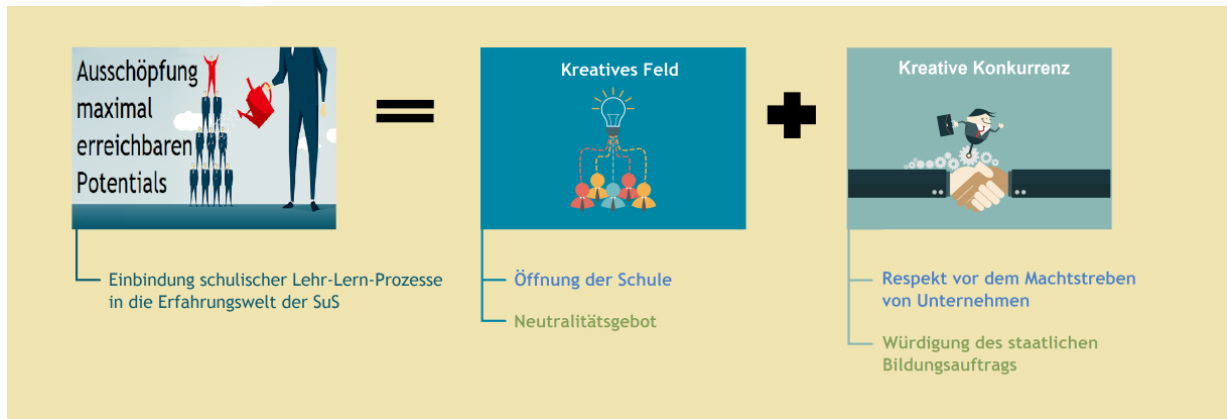 Ausschöpfung
maximal
erreichbaren
Potentials
=
Kreatives Feld
+
Kreative Konkurrenz
Einbindung schulischer Lehr-Lern-Prozesse
in die Erfahrungswelt der SuS
Öffnung der Schule
Neutralitätsgebot
Respekt vor dem Machtstreben
von Unternehmen
Würdigung des staatlichen
Bildungsauftrags